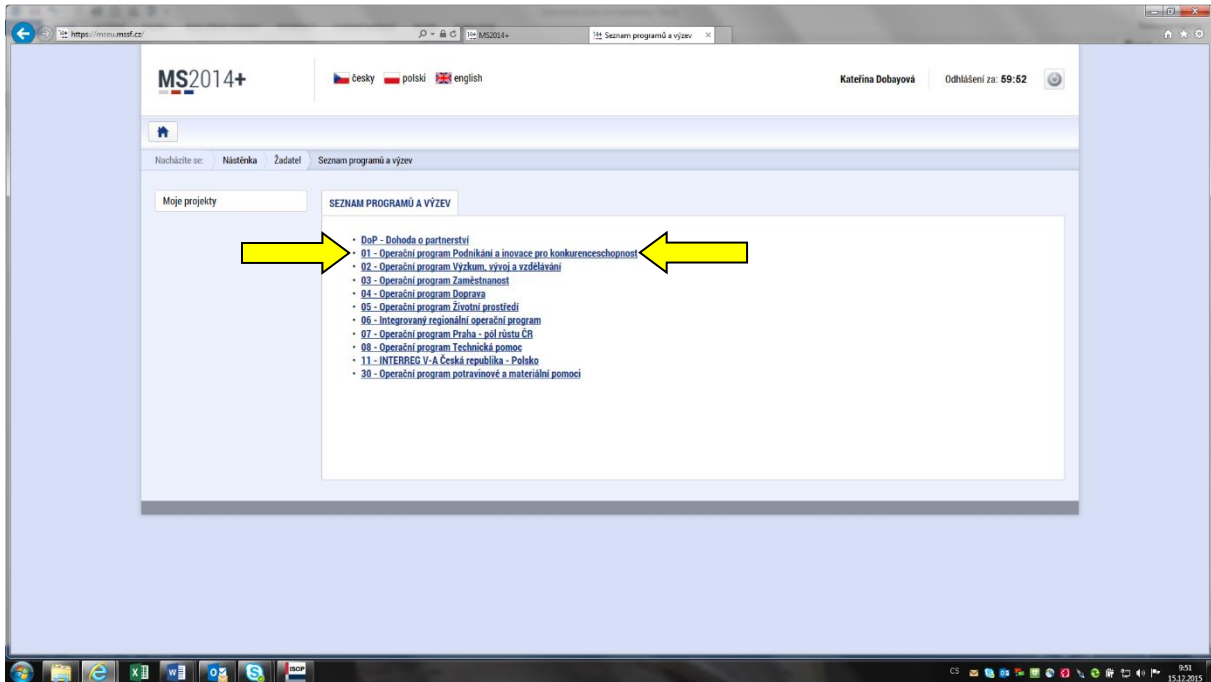 https://mseu.mssf.cz/
MS2014+
Seznam programů a výzev
MS2014+
česky polski english
Kateřina Dobayová
Odhlášení za: 59:52
Nacházíte se: Nástěnka Žadatel Seznam programů a výzev
Moje projekty
SEZNAM PROGRAMŮ A VÝZEV
DoP - Dohoda o partnerství
01 - Operační program Podnikání a inovace pro konkurenceschopnost
02 - Operační program Výzkum, vývoj a vzdělávání
03 - Operační program Zaměstnanost
04 - Operační program Doprava
05 - Operační program Životní prostředí
06 - Integrovaný regionální operační program
07 - Operační program Praha - pól růstu ČR
08 - Operační program Technická pomoc
11 - INTERREG V-A Česká republika - Polsko
30 - Operační program potravinové a materiální pomoci
ISOP
CS
9:51
15.12.2015